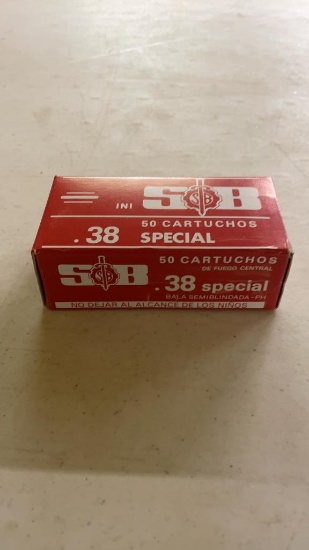 INI S&B
50 CARTUCHOS
.38 SPECIAL
S&B
50 CARTUCHOS
DE FUEGO CENTRAL
.38 special
BALA SEMIBLINDADA-PH
NO DEJAR AL ALCANCE DE LOS NIÑOS